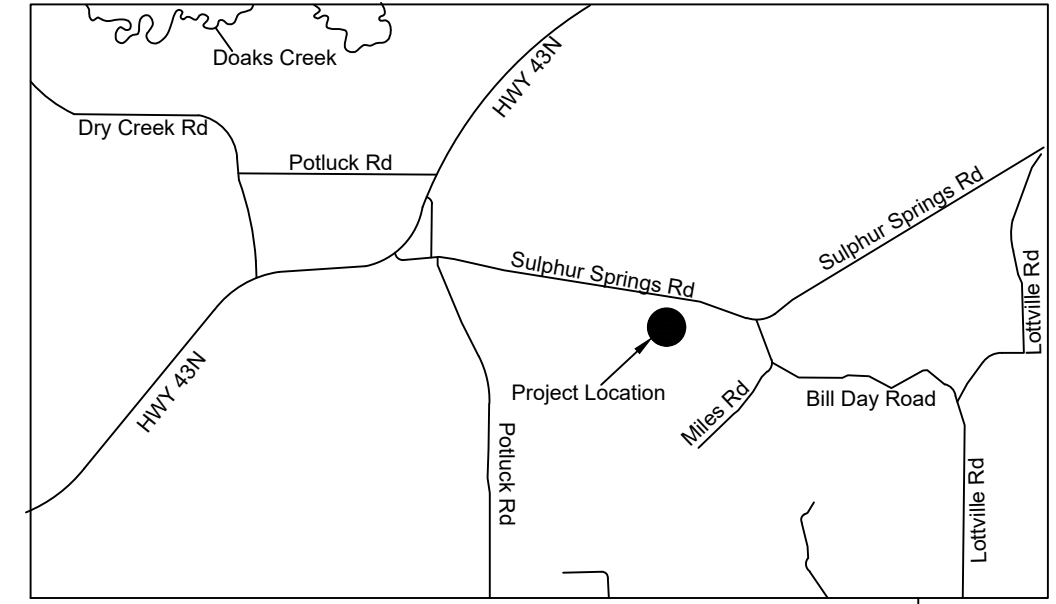 Doaks Creek
HWY 43N
Dry Creek Rd
Potluck Rd
Sulphur Springs Rd
Sulphur Springs Rd
Lottville Rd
Project Location
HWY 43N
Miles Rd
Bill Day Road
Potluck Rd
Lottville Rd